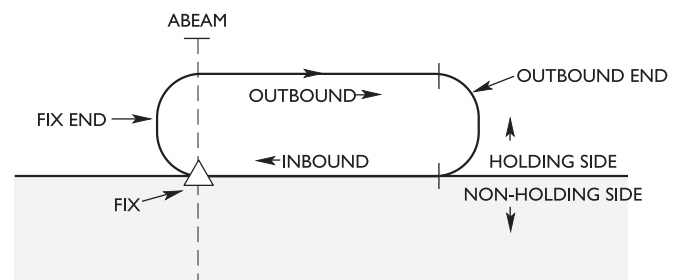 ABEAM
OUTBOUND END
OUTBOUND
FIX END
INBOUND
HOLDING SIDE
NON-HOLDING SIDE
FIX